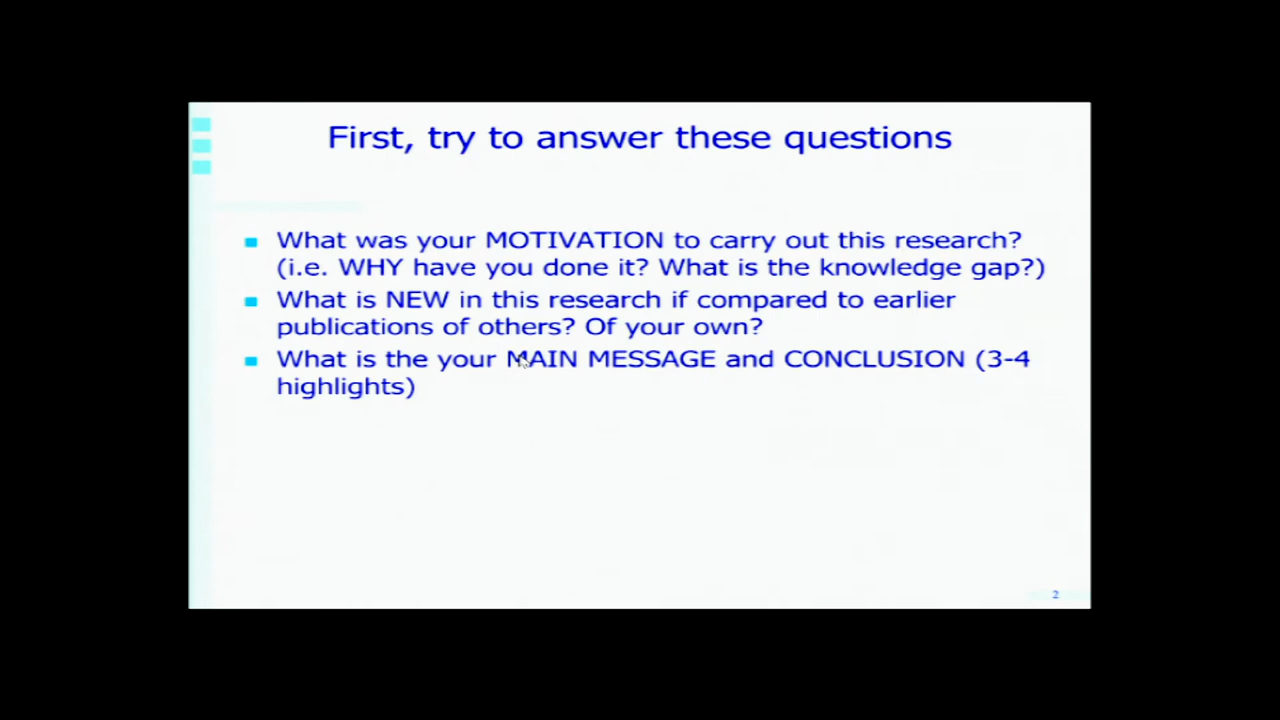 First, try to answer these questions
What was your MOTIVATION to carry out this research?
(i.e. WHY have you done it? What is the knowledge gap?)
What is NEW in this research if compared to earlier
publications of others? Of your own?
What is the your MAIN MESSAGE and CONCLUSION (3-4
highlights)
2